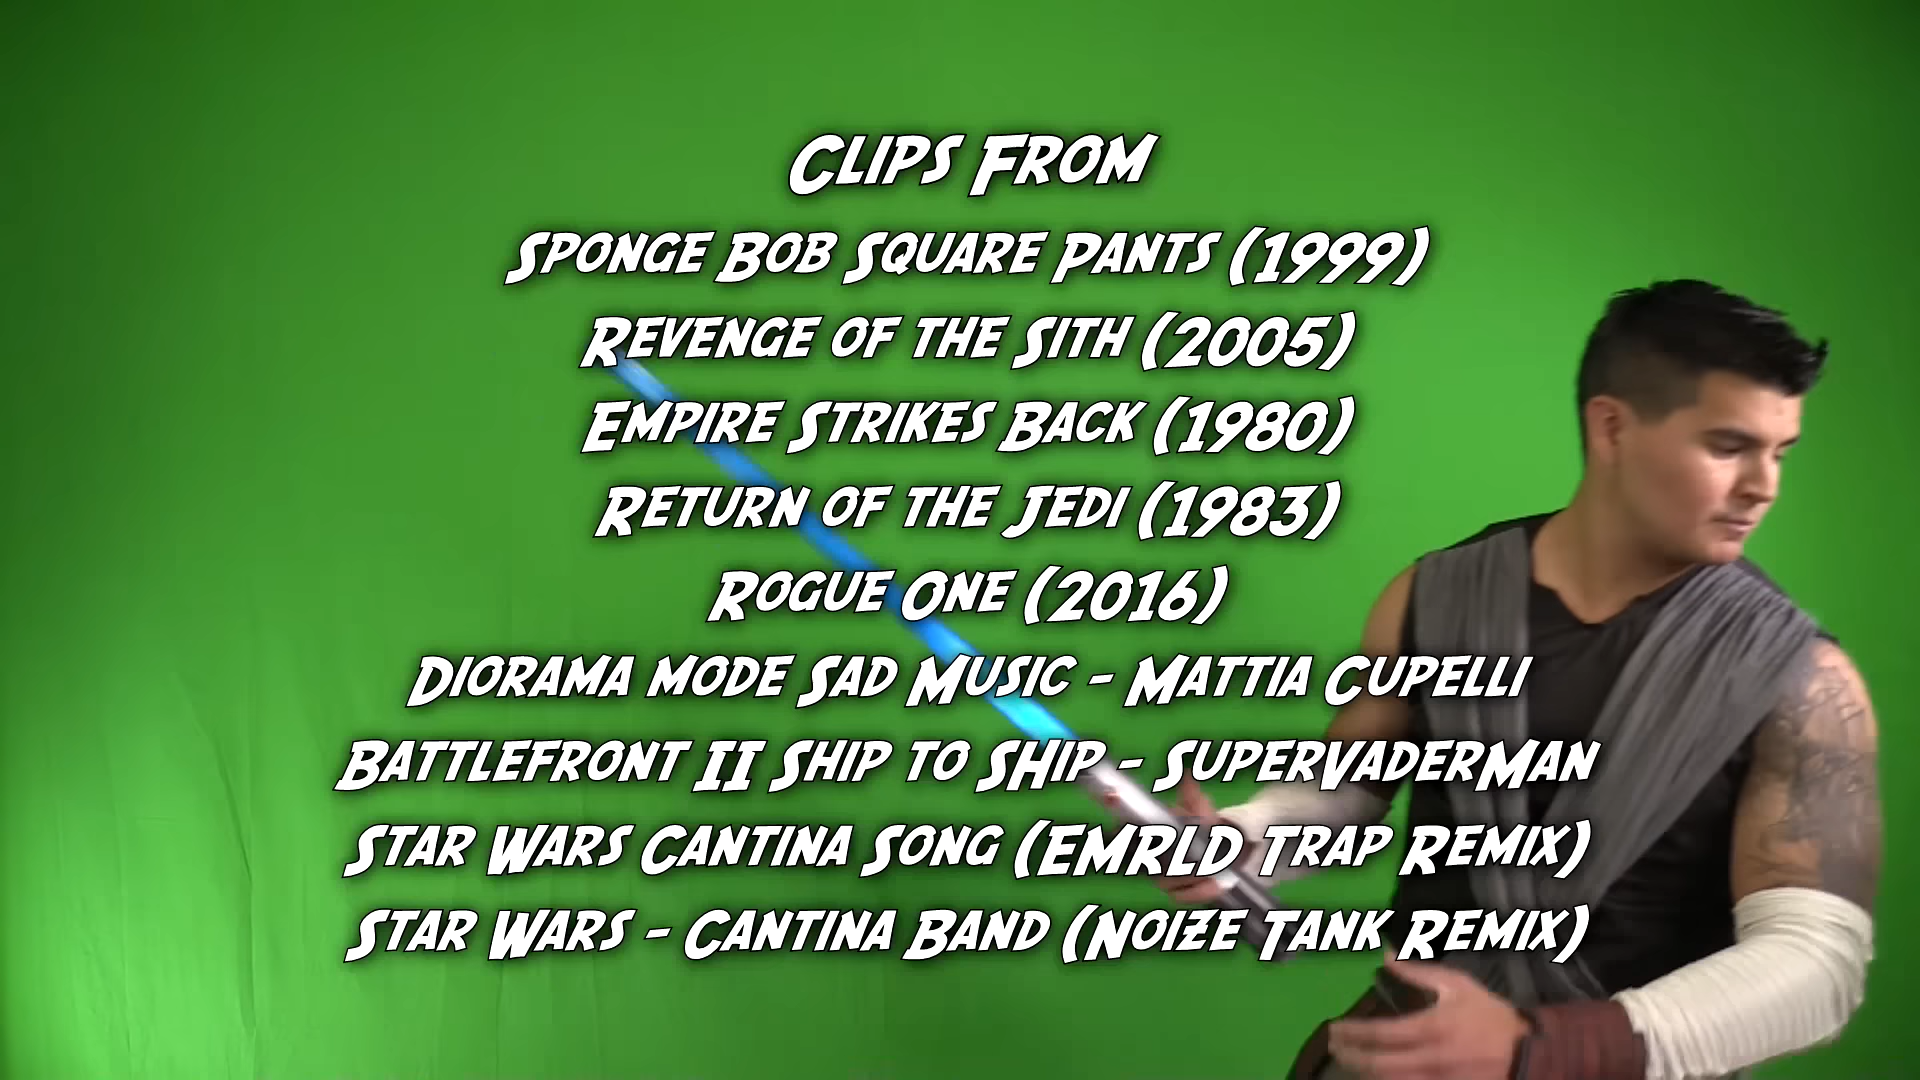 Clips From
Sponge Bob Square Pants (1999)
Revenge of the Sith (2005)
Empire Strikes Back (1980)
Return of the Jedi (1983)
Rogue One (2016)
Diorama mode Sad Music - Mattia Cupelli
Battlefront II Ship to SHip - SuperVaderMan
Star Wars Cantina Song (EMRLD Trap Remix)
Star Wars - Cantina Band (Noize Tank Remix)